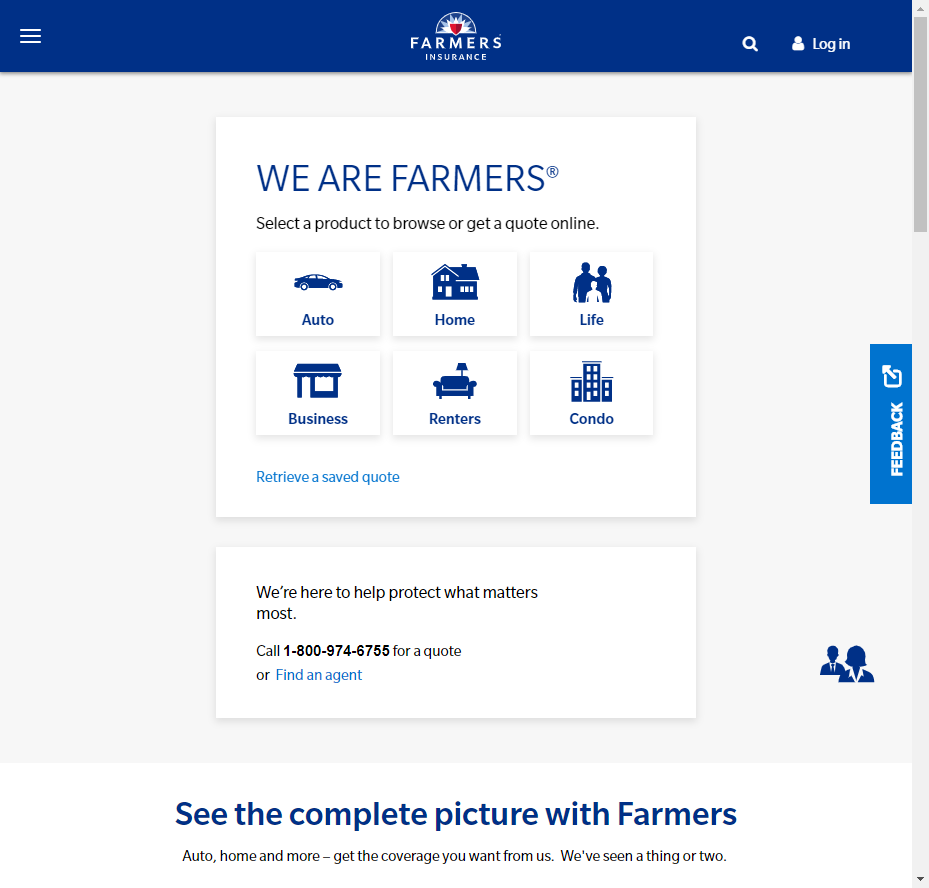 FARMERS
INSURANCE
Log in
WE ARE FARMERS®
Select a product to browse or get a quote online.
Auto
Home
Life
Business
Renters
Condo
Retrieve a saved quote
FEEDBACK
We’re here to help protect what matters
most.
Call 1-800-974-6755 for a quote
or Find an agent
See the complete picture with Farmers
Auto, home and more – get the coverage you want from us. We've seen a thing or two.